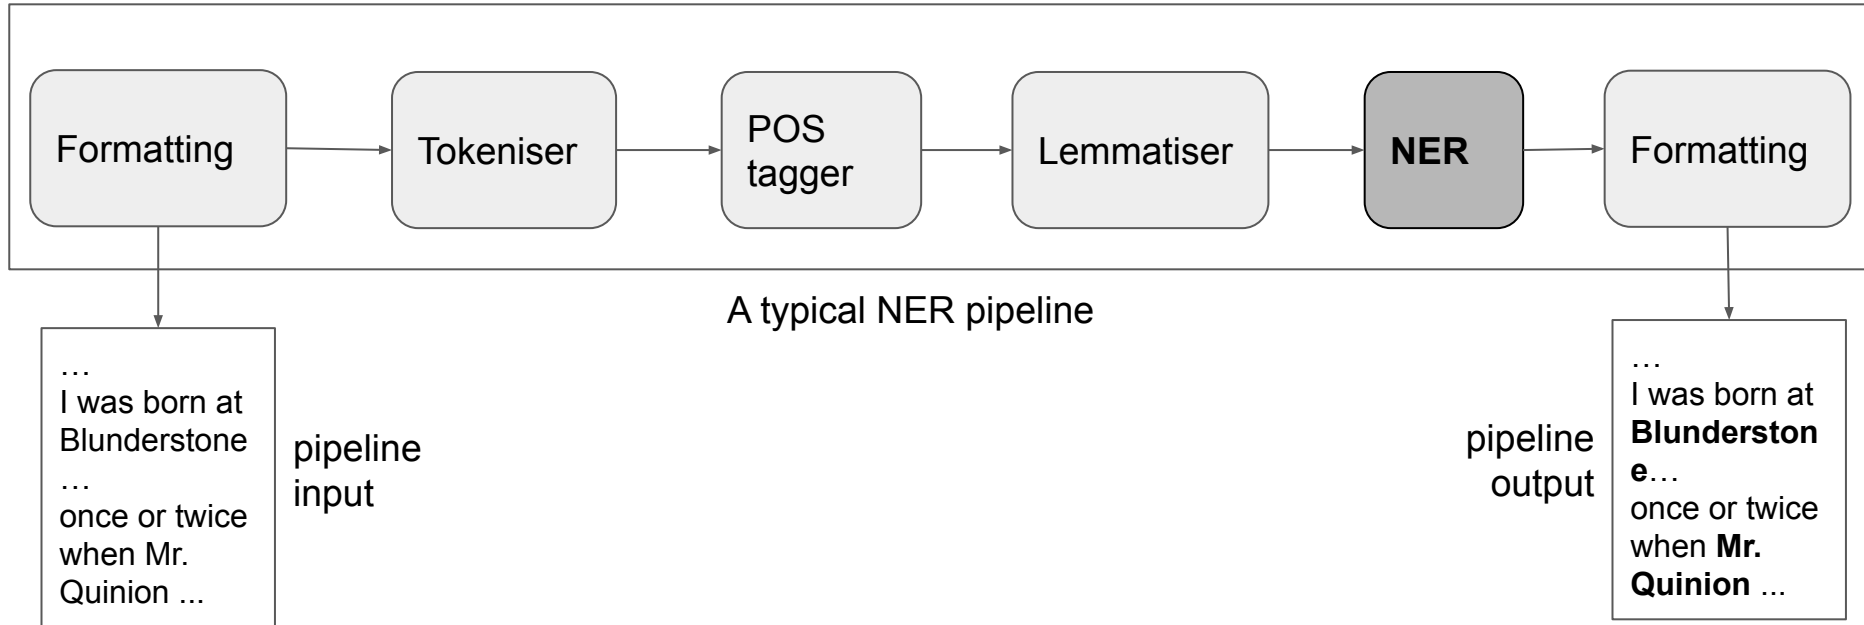 Formatting
Tokeniser
POS
tagger
Lemmatiser
NER
Formatting
A typical NER pipeline
…
I was born at
Blunderstone
…
once or twice
when Mr.
Quinion ...
pipeline
input
pipeline
output
…
I was born at
Blunderston
e…
once or twice
when Mr.
Quinion ...